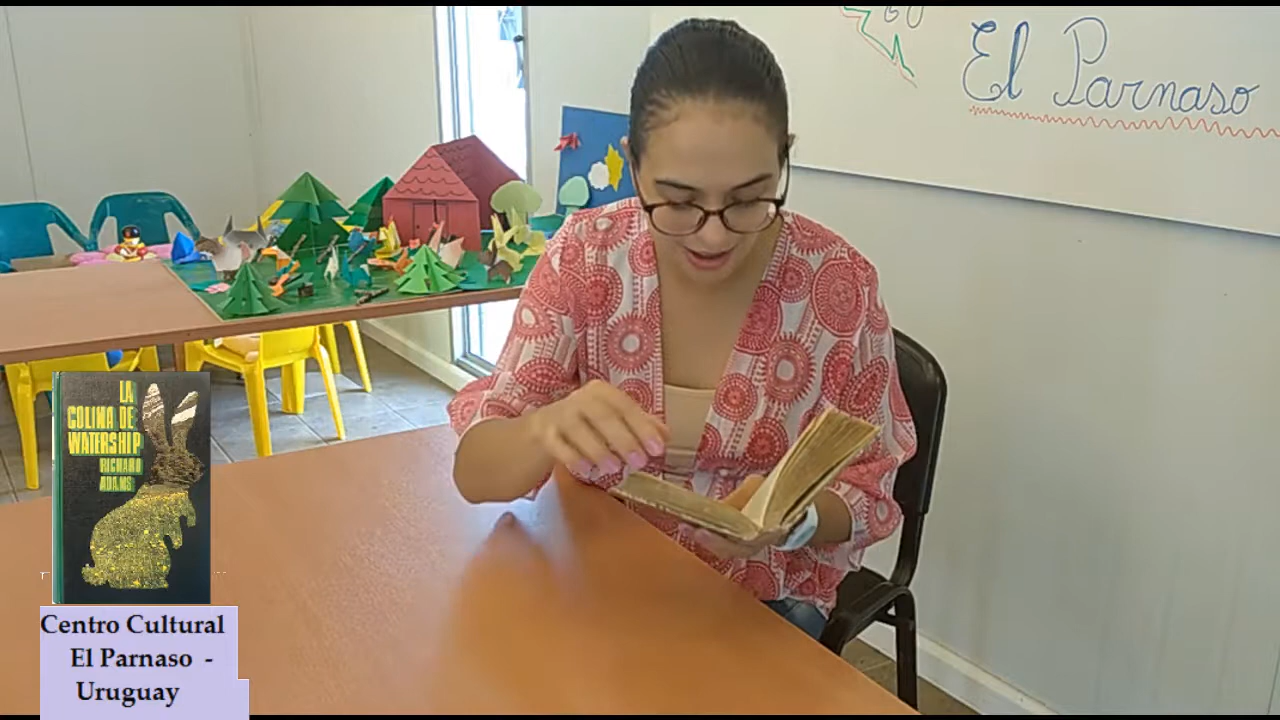 El Parnaso
LA
COLINA DE
WATERSHIP
RICHARD
ADAMS
Centro Cultural
El Parnaso -
Uruguay